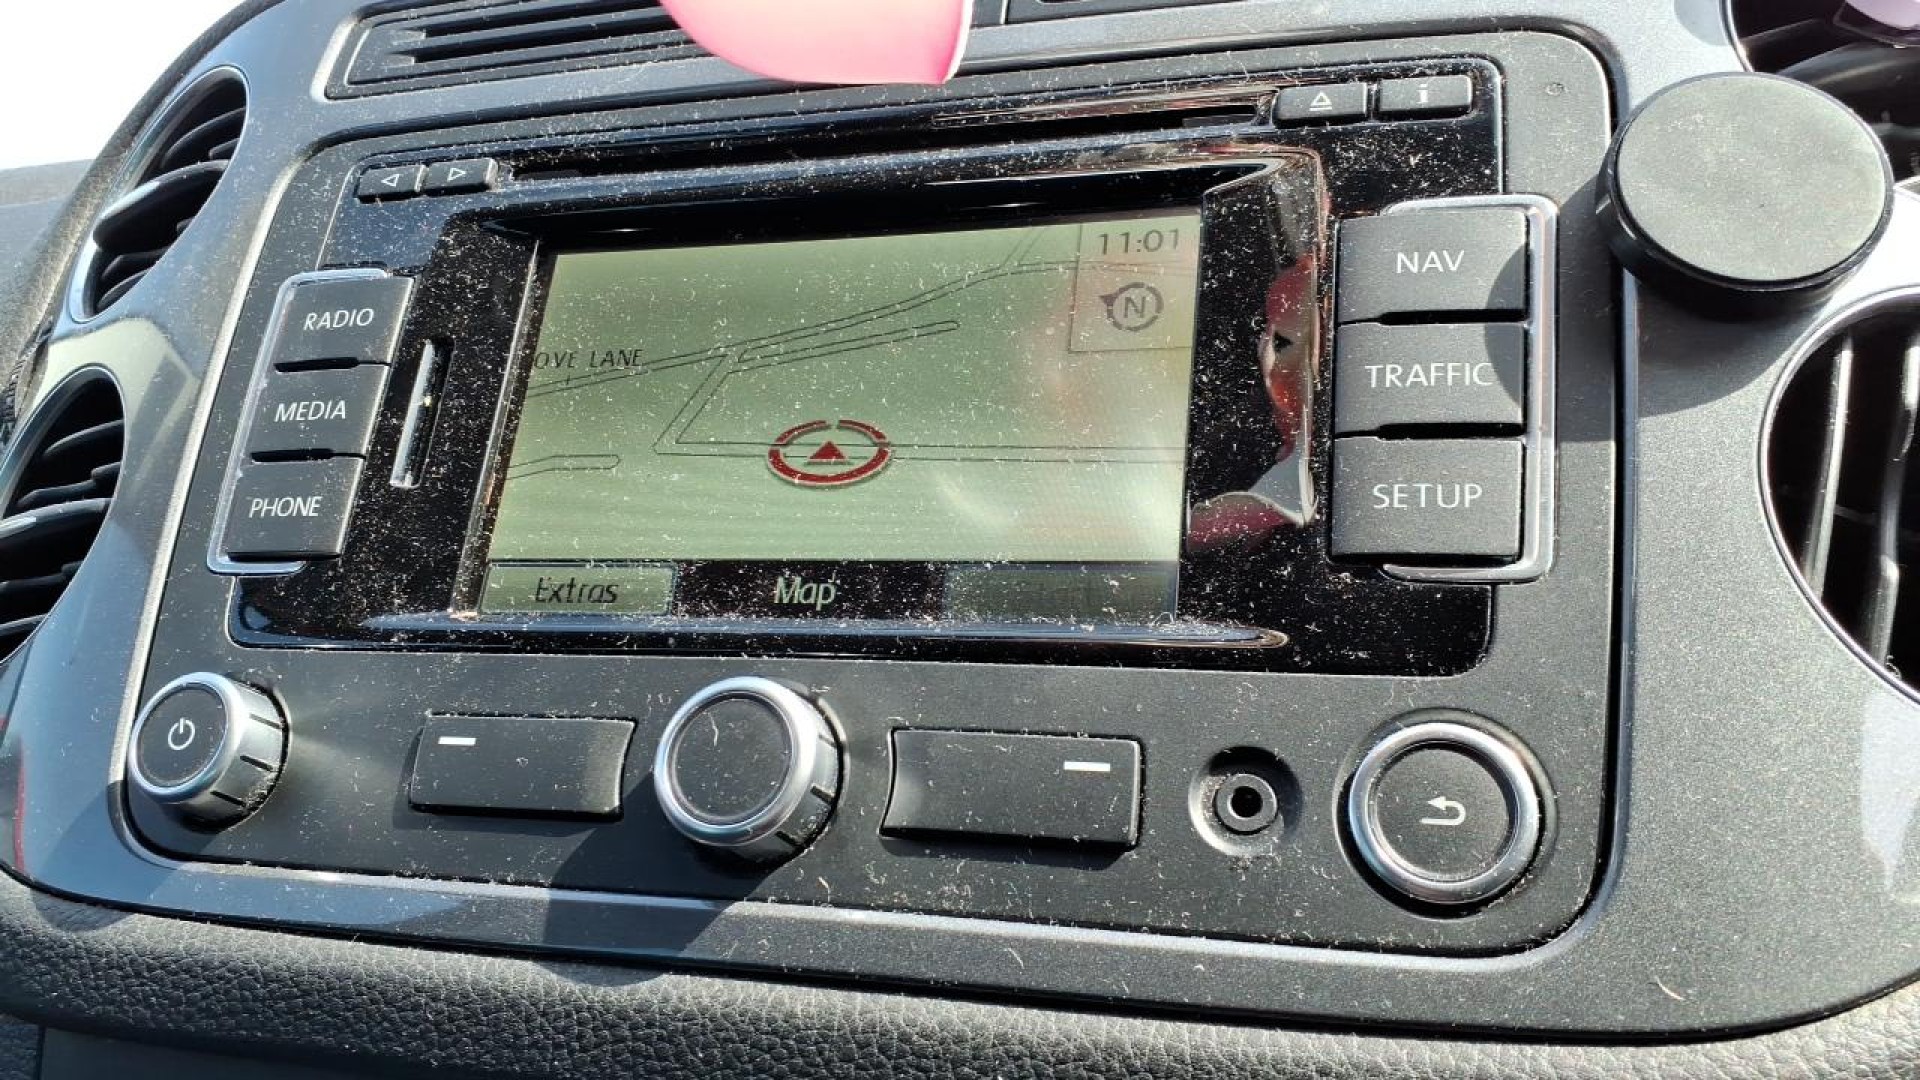 i
11:01
N
NAV
RADIO
OVE LANE
TRAFFIC
MEDIA
SETUP
PHONE
Extras
Map